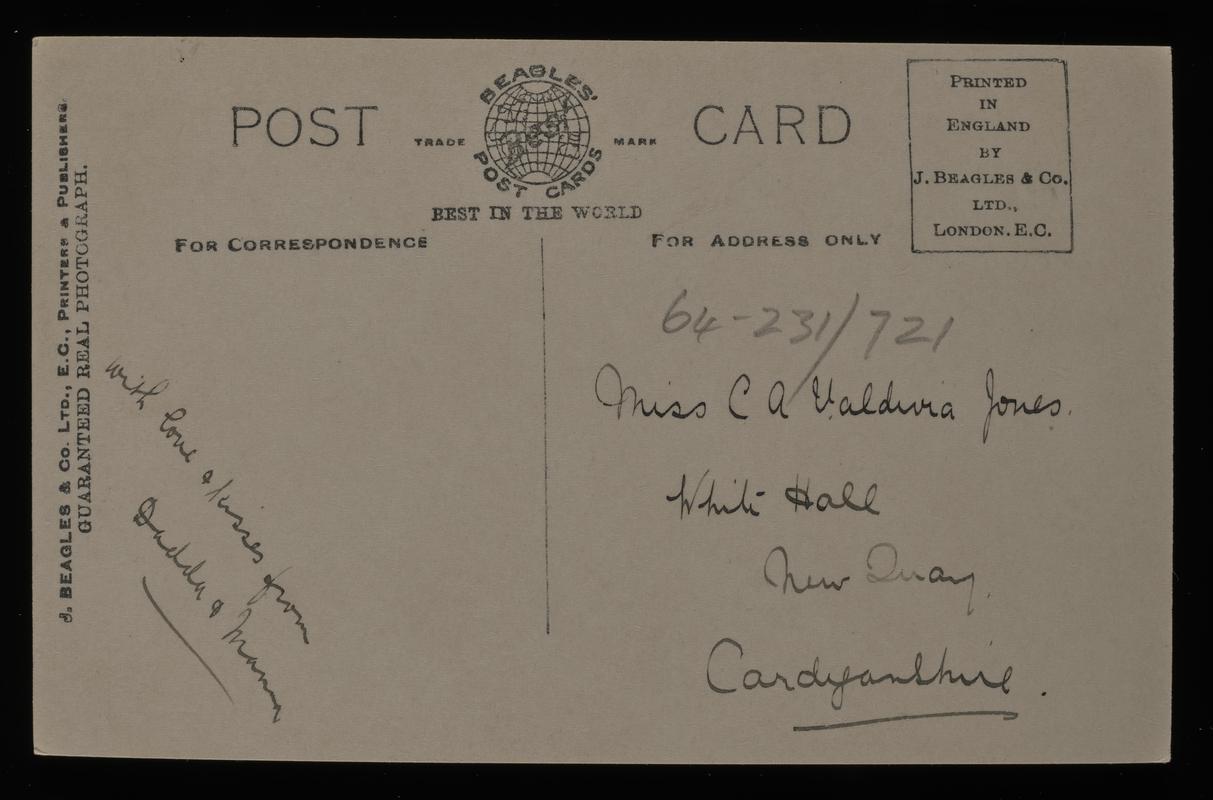 POST CARD
BEAGLES'
TRADE MARK
POST CARDS
BEST IN THE WORLD
PRINTED
IN
ENGLAND
BY
J. BEAGLES & Co.
LTD.,
LONDON. E.C.
FOR CORRESPONDENCE
FOR ADDRESS ONLY
J. BEAGLES & Co. LTD., E.C., PRINTERS & PUBLISHERS.
GUARANTEED REAL PHOTOGRAPH.
with love & kisses from
Dadda & Mamma
64-231/721
Miss C A Valdivia Jones.
White Hall
New Quay.
Cardiganshire.